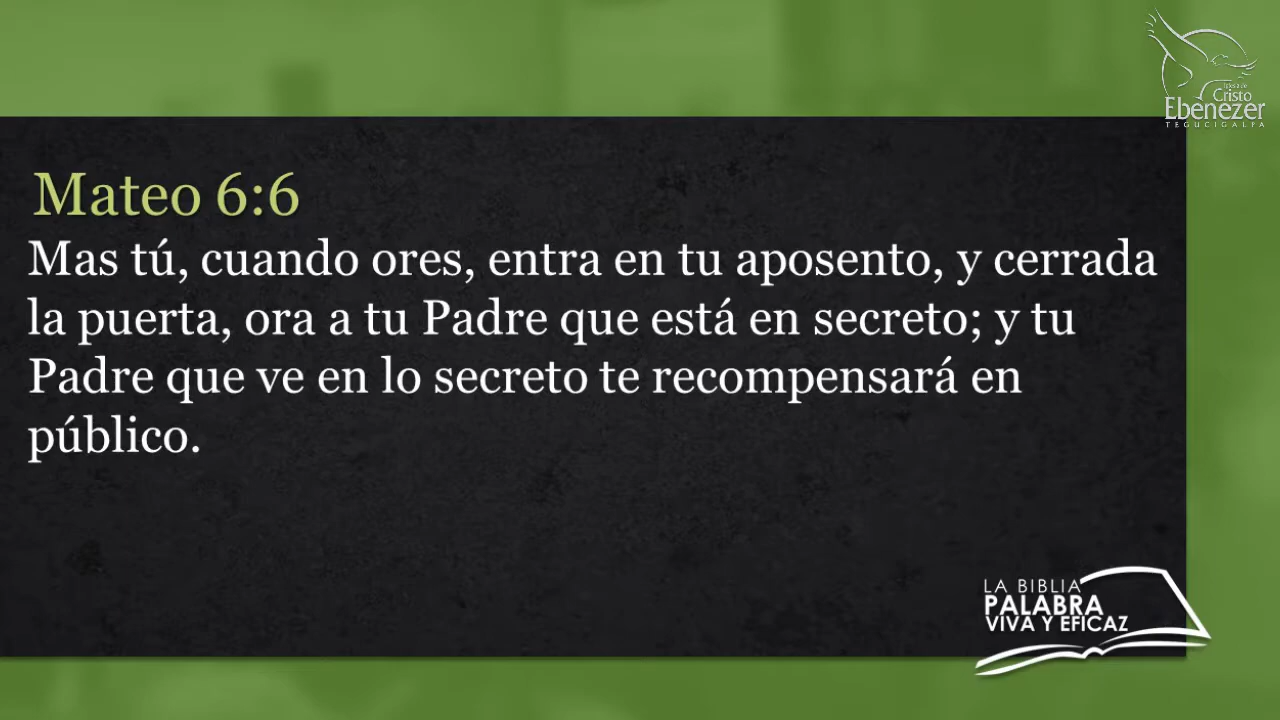 Iglesia de
Cristo
Ebenezer
TEGUCIGALPA
Mateo 6:6
Mas tú, cuando ores, entra en tu aposento, y cerrada
la puerta, ora a tu Padre que está en secreto; y tu
Padre que ve en lo secreto te recompensará en
público.
LA BIBLIA
PALABRA
VIVA Y EFICAZ